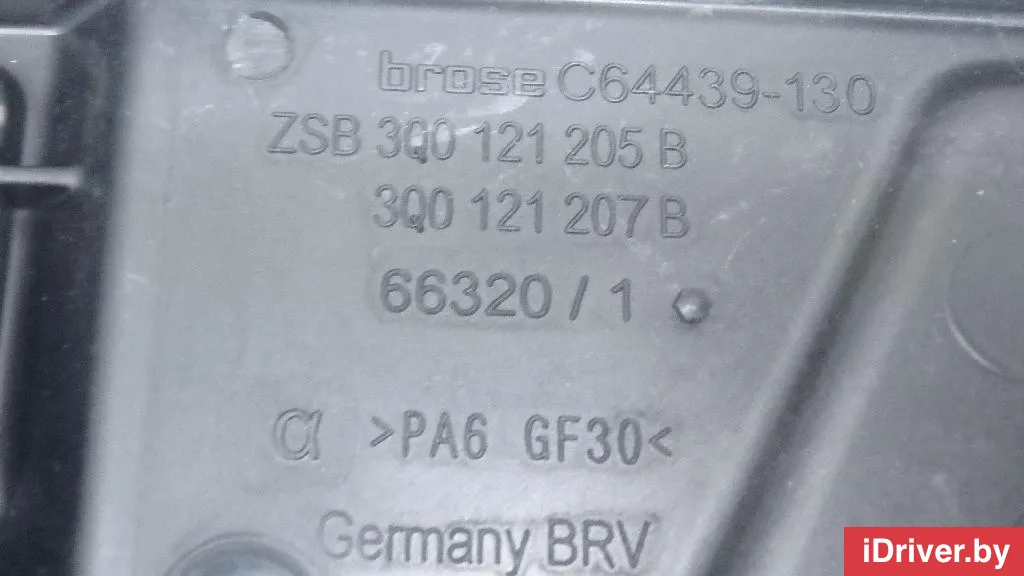 brose C64439-130
ZSB 3Q0 121 205 B
3Q0 121 207 B
66320 / 1
>PA6 GF30<
Germany BRV
iDriver.by